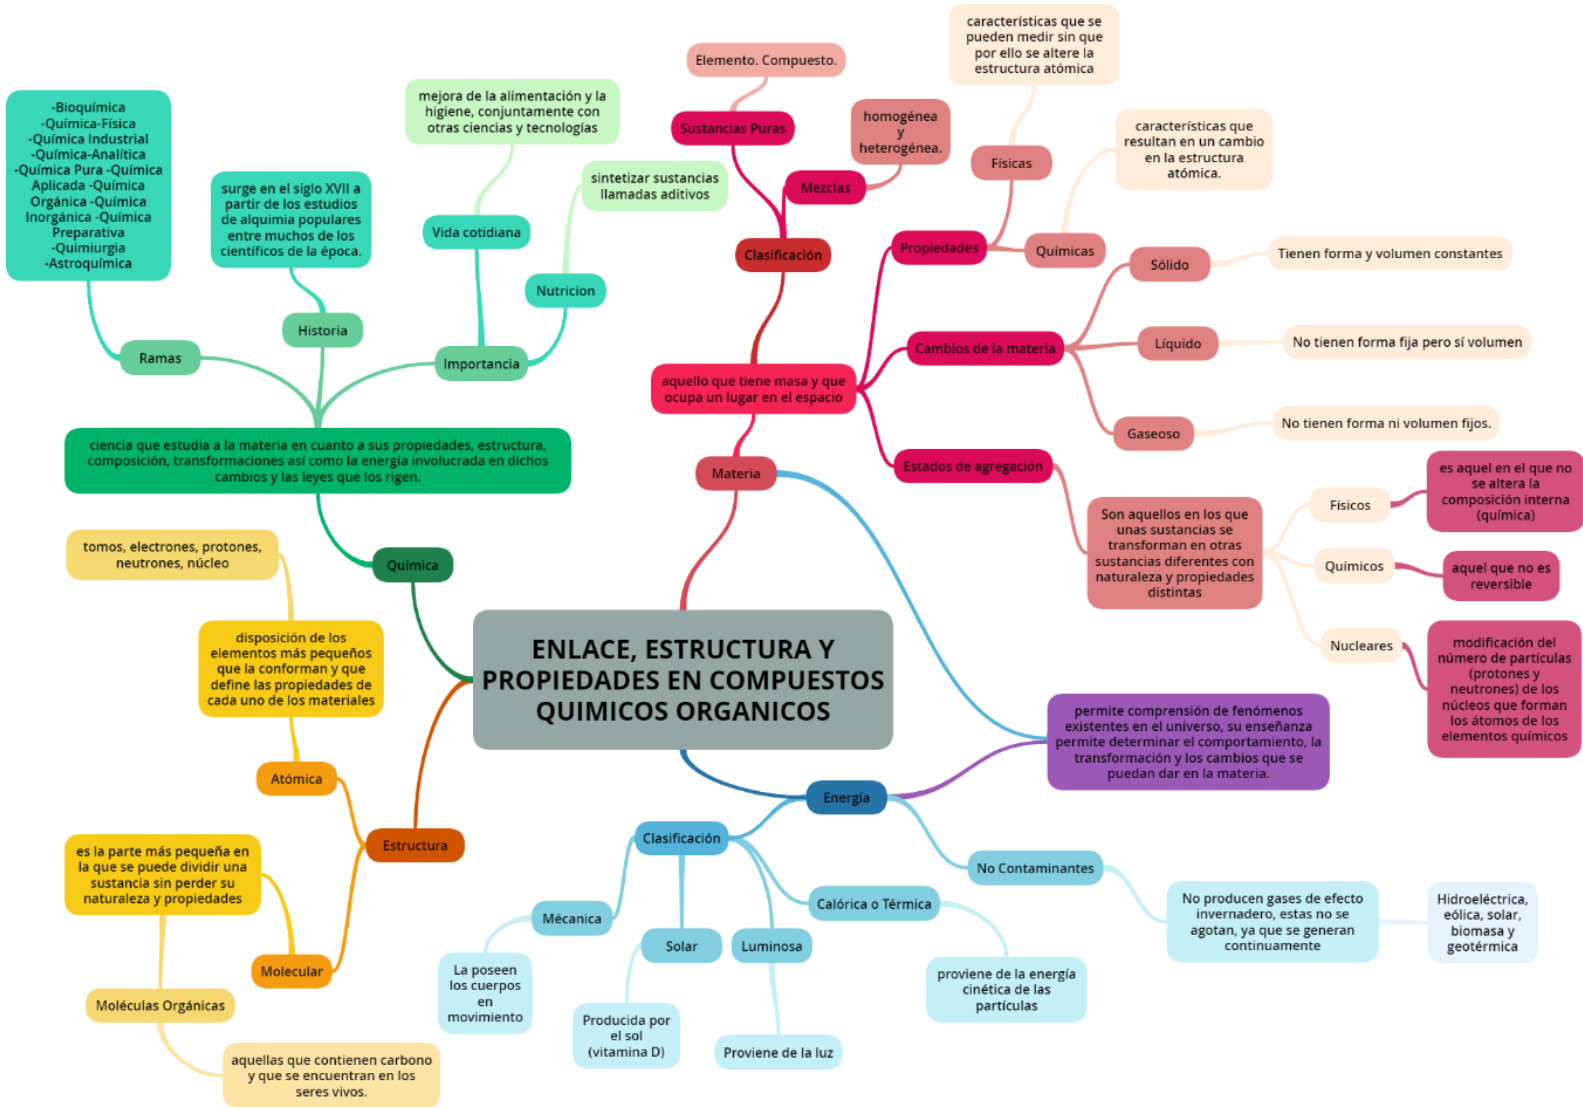 características que se
pueden medir sin que
por ello se altere la
estructura atómica
Elemento. Compuesto.
Sustancias Puras
homogénea
y
heterogénea.
Mezclas
Clasificación
características que
resultan en un cambio
en la estructura
atómica.
Físicas
Propiedades
Químicas
Sólido
Tienen forma y volumen constantes
Cambios de la materia
Líquido
No tienen forma fija pero sí volumen
Gaseoso
No tienen forma ni volumen fijos.
aquello que tiene masa y que
ocupa un lugar en el espacio
Materia
Estados de agregación
Son aquellos en los que
unas sustancias se
transforman en otras
sustancias diferentes con
naturaleza y propiedades
distintas
Físicos
es aquel en el que no
se altera la
composición interna
(química)
Químicos
aquel que no es
reversible
Nucleares
modificación del
número de partículas
(protones y
neutrones) de los
núcleos que forman
los átomos de los
elementos químicos
-Bioquímica
-Química-Física
-Química Industrial
-Química-Analítica
-Química Pura -Química
Aplicada -Química
Orgánica -Química
Inorgánica -Química
Preparativa
-Quimiurgia
-Astroquímica
Ramas
surge en el siglo XVII a
partir de los estudios
de alquimia populares
entre muchos de los
científicos de la época.
Historia
mejora de la alimentación y la
higiene, conjuntamente con
otras ciencias y tecnologías
Vida cotidiana
sintetizar sustancias
llamadas aditivos
Nutricion
Importancia
ciencia que estudia a la materia en cuanto a sus propiedades, estructura,
composición, transformaciones así como la energía involucrada en dichos
cambios y las leyes que los rigen.
Quimica
ENLACE, ESTRUCTURA Y
PROPIEDADES EN COMPUESTOS
QUIMICOS ORGANICOS
tomos, electrones, protones,
neutrones, núcleo
disposición de los
elementos más pequeños
que la conforman y que
define las propiedades de
cada uno de los materiales
Atómica
Estructura
es la parte más pequeña en
la que se puede dividir una
sustancia sin perder su
naturaleza y propiedades
Molecular
Moléculas Orgánicas
aquellas que contienen carbono
y que se encuentran en los
seres vivos.
permite comprensión de fenómenos
existentes en el universo, su enseñanza
permite determinar el comportamiento, la
transformación y los cambios que se
puedan dar en la materia.
Energía
Clasificación
Mécanica
La poseen
los cuerpos
en
movimiento
Solar
Producida por
el sol
(vitamina D)
Luminosa
Proviene de la luz
Calórica o Térmica
proviene de la energía
cinética de las
partículas
No Contaminantes
No producen gases de efecto
invernadero, estas no se
agotan, ya que se generan
continuamente
Hidroeléctrica,
eólica, solar,
biomasa y
geotérmica